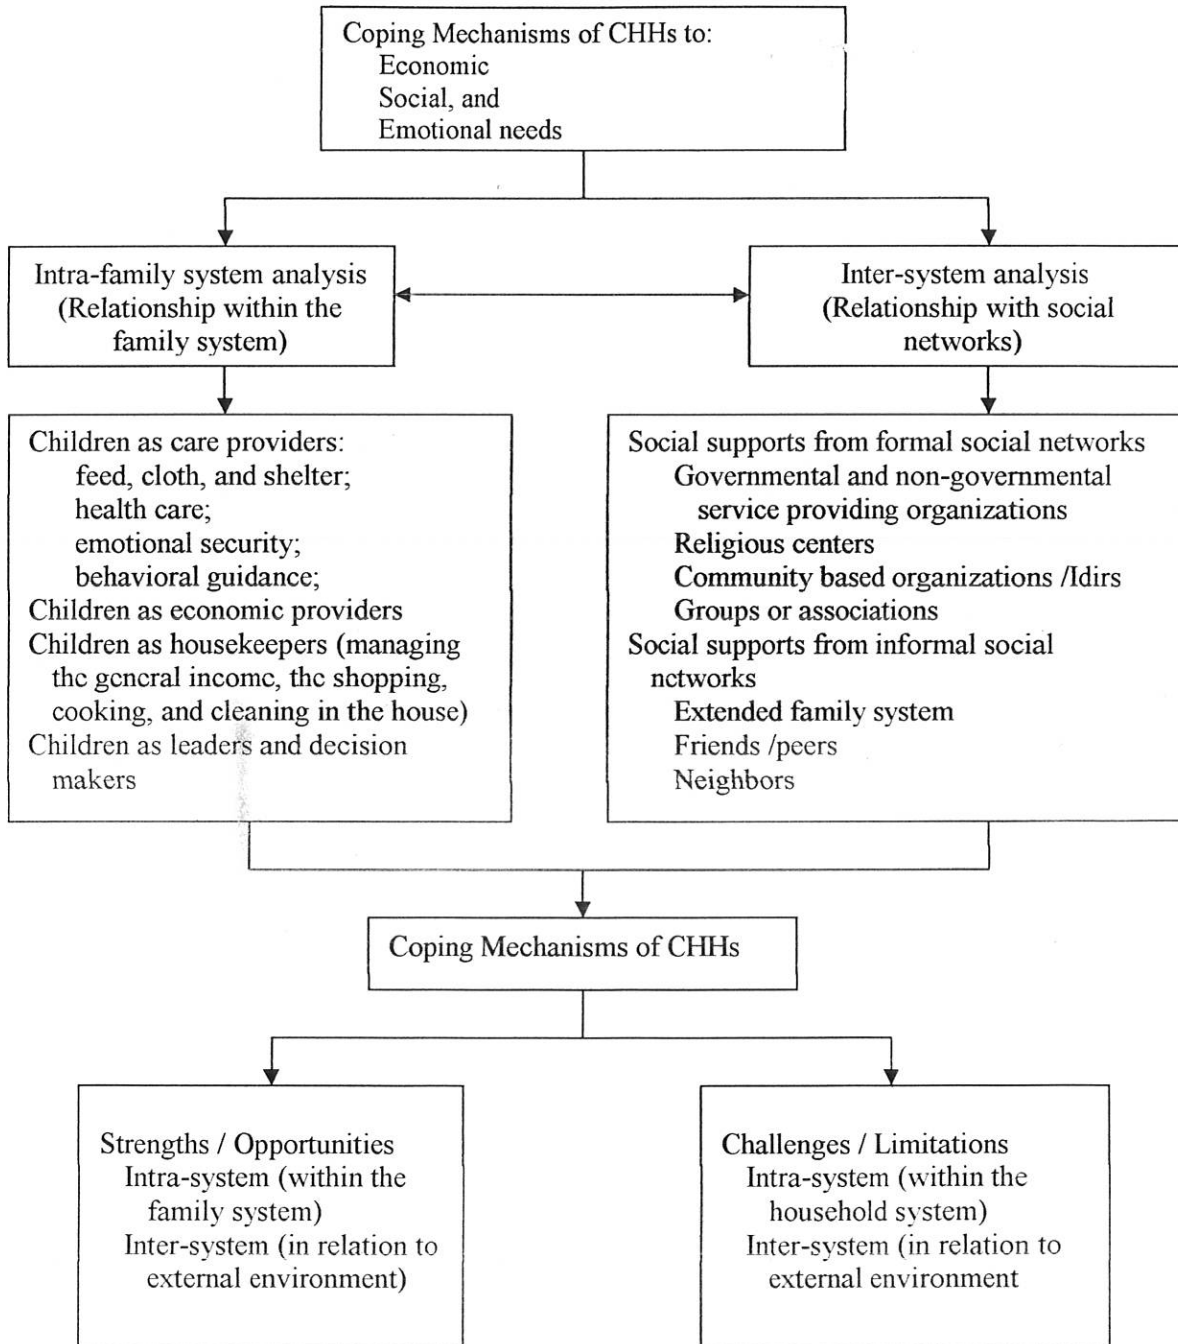 Coping Mechanisms of CHHs to:
Economic
Social, and
Emotional needs
Intra-family system analysis
(Relationship within the
family system)
Inter-system analysis
(Relationship with social
networks)
Children as care providers:
feed, cloth, and shelter;
health care;
emotional security;
behavioral guidance;
Children as economic providers
Children as housekeepers (managing
the general income, the shopping,
cooking, and cleaning in the house)
Children as leaders and decision
makers
Social supports from formal social networks
Governmental and non-governmental
service providing organizations
Religious centers
Community based organizations /Idirs
Groups or associations
Social supports from informal social
networks
Extended family system
Friends /peers
Neighbors
Coping Mechanisms of CHHs
Strengths / Opportunities
Intra-system (within the
family system)
Inter-system (in relation to
external environment)
Challenges / Limitations
Intra-system (within the
household system)
Inter-system (in relation to
external environment